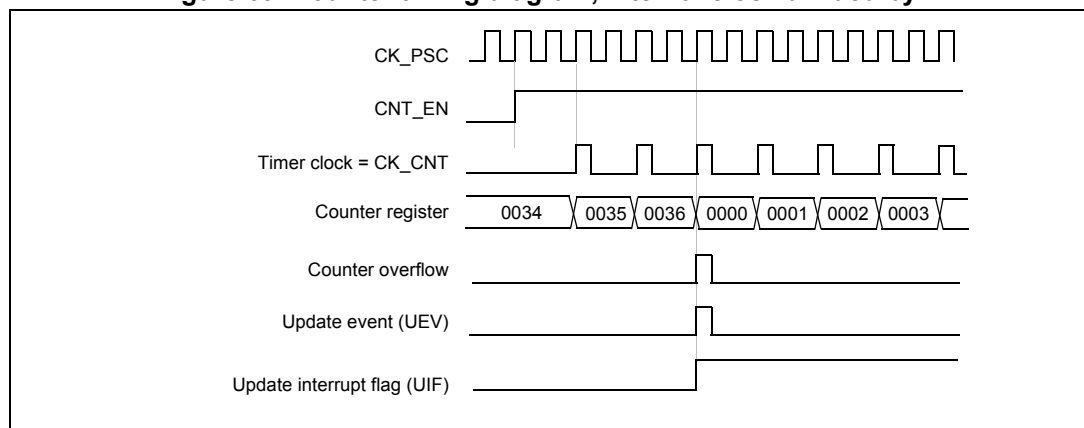 CK_PSC
CNT_EN
Timer clock = CK_CNT
Counter register 0034 0035 0036 0000 0001 0002 0003
Counter overflow
Update event (UEV)
Update interrupt flag (UIF)